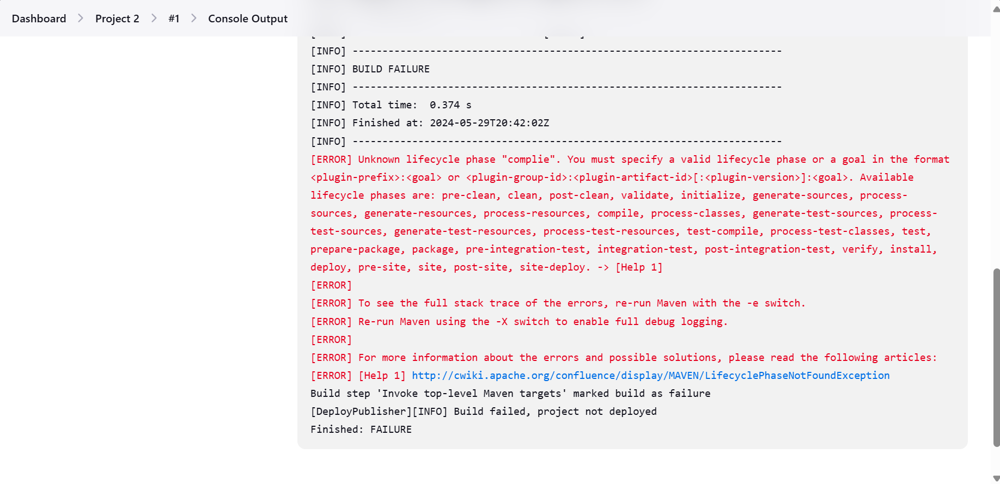 Dashboard > Project 2 > #1 > Console Output
[INFO] ------------------------------------------------------------------------
[INFO] BUILD FAILURE
[INFO] ------------------------------------------------------------------------
[INFO] Total time:  0.374 s
[INFO] Finished at: 2024-05-29T20:42:02Z
[INFO] ------------------------------------------------------------------------
[ERROR] Unknown lifecycle phase "complie". You must specify a valid lifecycle phase or a goal in the format
<plugin-prefix>:<goal> or <plugin-group-id>:<plugin-artifact-id>[:<plugin-version>]:<goal>. Available
lifecycle phases are: pre-clean, clean, post-clean, validate, initialize, generate-sources, process-
sources, generate-resources, process-resources, compile, process-classes, generate-test-sources, process-
test-sources, generate-test-resources, process-test-resources, test-compile, process-test-classes, test,
prepare-package, package, pre-integration-test, integration-test, post-integration-test, verify, install,
deploy, pre-site, site, post-site, site-deploy. -> [Help 1]
[ERROR]
[ERROR] To see the full stack trace of the errors, re-run Maven with the -e switch.
[ERROR] Re-run Maven using the -X switch to enable full debug logging.
[ERROR]
[ERROR] For more information about the errors and possible solutions, please read the following articles:
[ERROR] [Help 1] http://cwiki.apache.org/confluence/display/MAVEN/LifecyclePhaseNotFoundException
Build step 'Invoke top-level Maven targets' marked build as failure
[DeployPublisher][INFO] Build failed, project not deployed
Finished: FAILURE